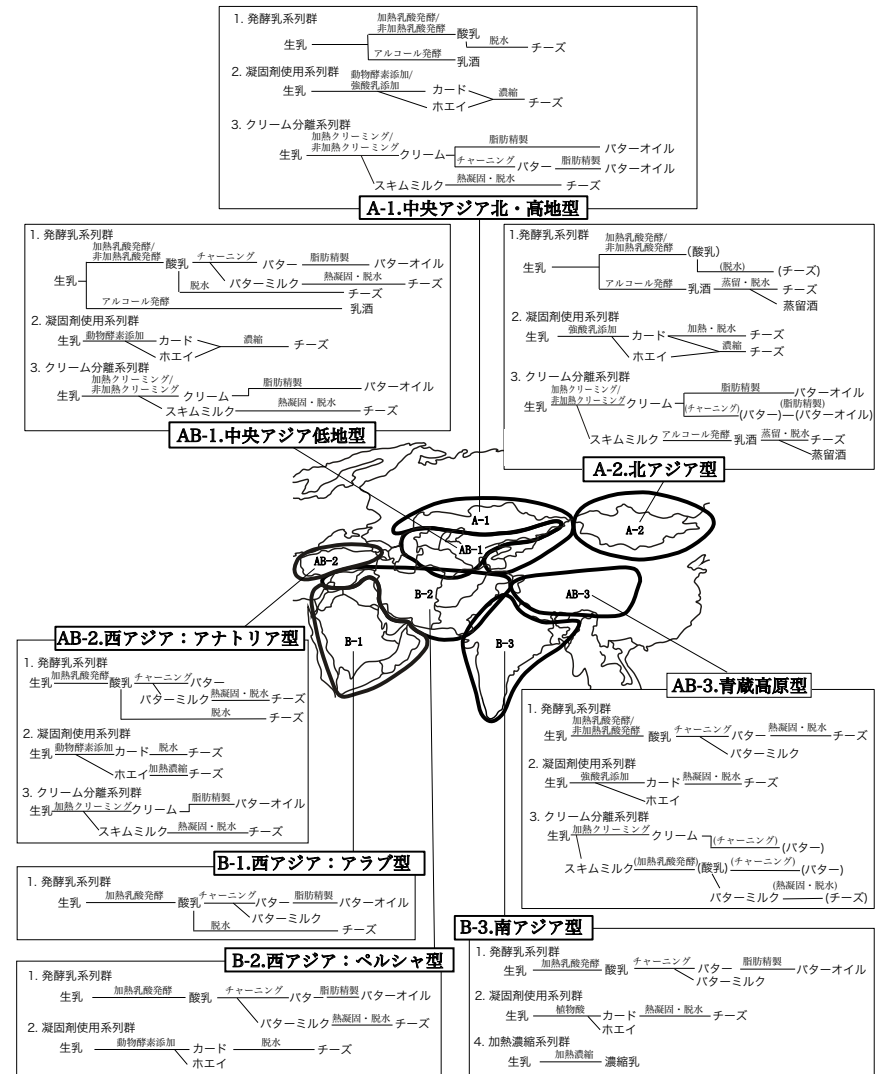 1. 発酵乳系列群
加熱乳酸発酵/
非加熱乳酸発酵 酸乳
生乳 脱水 チーズ
アルコール発酵 乳酒
2. 凝固剤使用系列群
動物酵素添加/
強酸乳添加 カード
生乳 濃縮 チーズ
ホエイ
3. クリーム分離系列群
加熱クリーミング/
非加熱クリーミング 脂肪精製 バターオイル
生乳 クリーム チャーニング バター 脂肪精製 バターオイル
スキムミルク 熱凝固・脱水 チーズ
A-1.中央アジア北・高地型
1. 発酵乳系列群
加熱乳酸発酵/
非加熱乳酸発酵 酸乳 チャーニング バター 脂肪精製 バターオイル
生乳 バターミルク 熱凝固・脱水 チーズ
脱水 チーズ
アルコール発酵 乳酒
2. 凝固剤使用系列群
生乳 動物酵素添加 カード 濃縮 チーズ
ホエイ
3. クリーム分離系列群
加熱クリーミング/
非加熱クリーミング 脂肪精製 バターオイル
生乳 クリーム
スキムミルク 熱凝固・脱水 チーズ
AB-1.中央アジア低地型
1.発酵乳系列群
加熱乳酸発酵/
非加熱乳酸発酵 (酸乳)
生乳 (脱水) (チーズ)
アルコール発酵 乳酒 蒸留・脱水 チーズ
蒸留酒
2. 凝固剤使用系列群
生乳 強酸乳添加 カード 加熱・脱水 チーズ
ホエイ 濃縮 チーズ
3. クリーム分離系列群
加熱クリーミング/
非加熱クリーミング 脂肪精製 バターオイル
生乳 クリーム (脂肪精製)
(チャーニング) (バター) (バターオイル)
スキムミルク アルコール発酵 乳酒 蒸留・脱水 チーズ
蒸留酒
A-2.北アジア型
A-1
A-2
AB-1
AB-2
B-2
AB-3
B-1
B-3
AB-2.西アジア：アナトリア型
1. 発酵乳系列群
生乳 加熱乳酸発酵 酸乳 チャーニング バター
バターミルク 熱凝固・脱水 チーズ
脱水 チーズ
2. 凝固剤使用系列群
生乳 動物酵素添加 カード 脱水 チーズ
ホエイ 加熱濃縮 チーズ
3. クリーム分離系列群
生乳 加熱クリーミング クリーム 脂肪精製 バターオイル
スキムミルク 熱凝固・脱水 チーズ
AB-3.青蔵高原型
1. 発酵乳系列群
加熱乳酸発酵/
非加熱乳酸発酵
生乳 酸乳 チャーニング バター 熱凝固・脱水 チーズ
バターミルク
2. 凝固剤使用系列群
生乳 強酸乳添加 カード 熱凝固・脱水 チーズ
ホエイ
3. クリーム分離系列群
生乳 加熱クリーミング クリーム (チャーニング) (バター)
スキムミルク (加熱乳酸発酵) (酸乳) (チャーニング) (バター)
(熱凝固・脱水)
バターミルク (チーズ)
B-1.西アジア：アラブ型
1. 発酵乳系列群
生乳 加熱乳酸発酵 酸乳 チャーニング バター 脂肪精製 バターオイル
バターミルク
脱水 チーズ
B-2.西アジア：ペルシャ型
1. 発酵乳系列群
生乳 加熱乳酸発酵 酸乳 チャーニング バター 脂肪精製 バターオイル
バターミルク 熱凝固・脱水 チーズ
2. 凝固剤使用系列群
生乳 動物酵素添加 カード 脱水 チーズ
ホエイ
B-3.南アジア型
1. 発酵乳系列群
生乳 加熱乳酸発酵 酸乳 チャーニング バター 脂肪精製 バターオイル
バターミルク
2. 凝固剤使用系列群
生乳 植物酸 カード 熱凝固・脱水 チーズ
ホエイ
4. 加熱濃縮系列群
生乳 加熱濃縮 濃縮乳